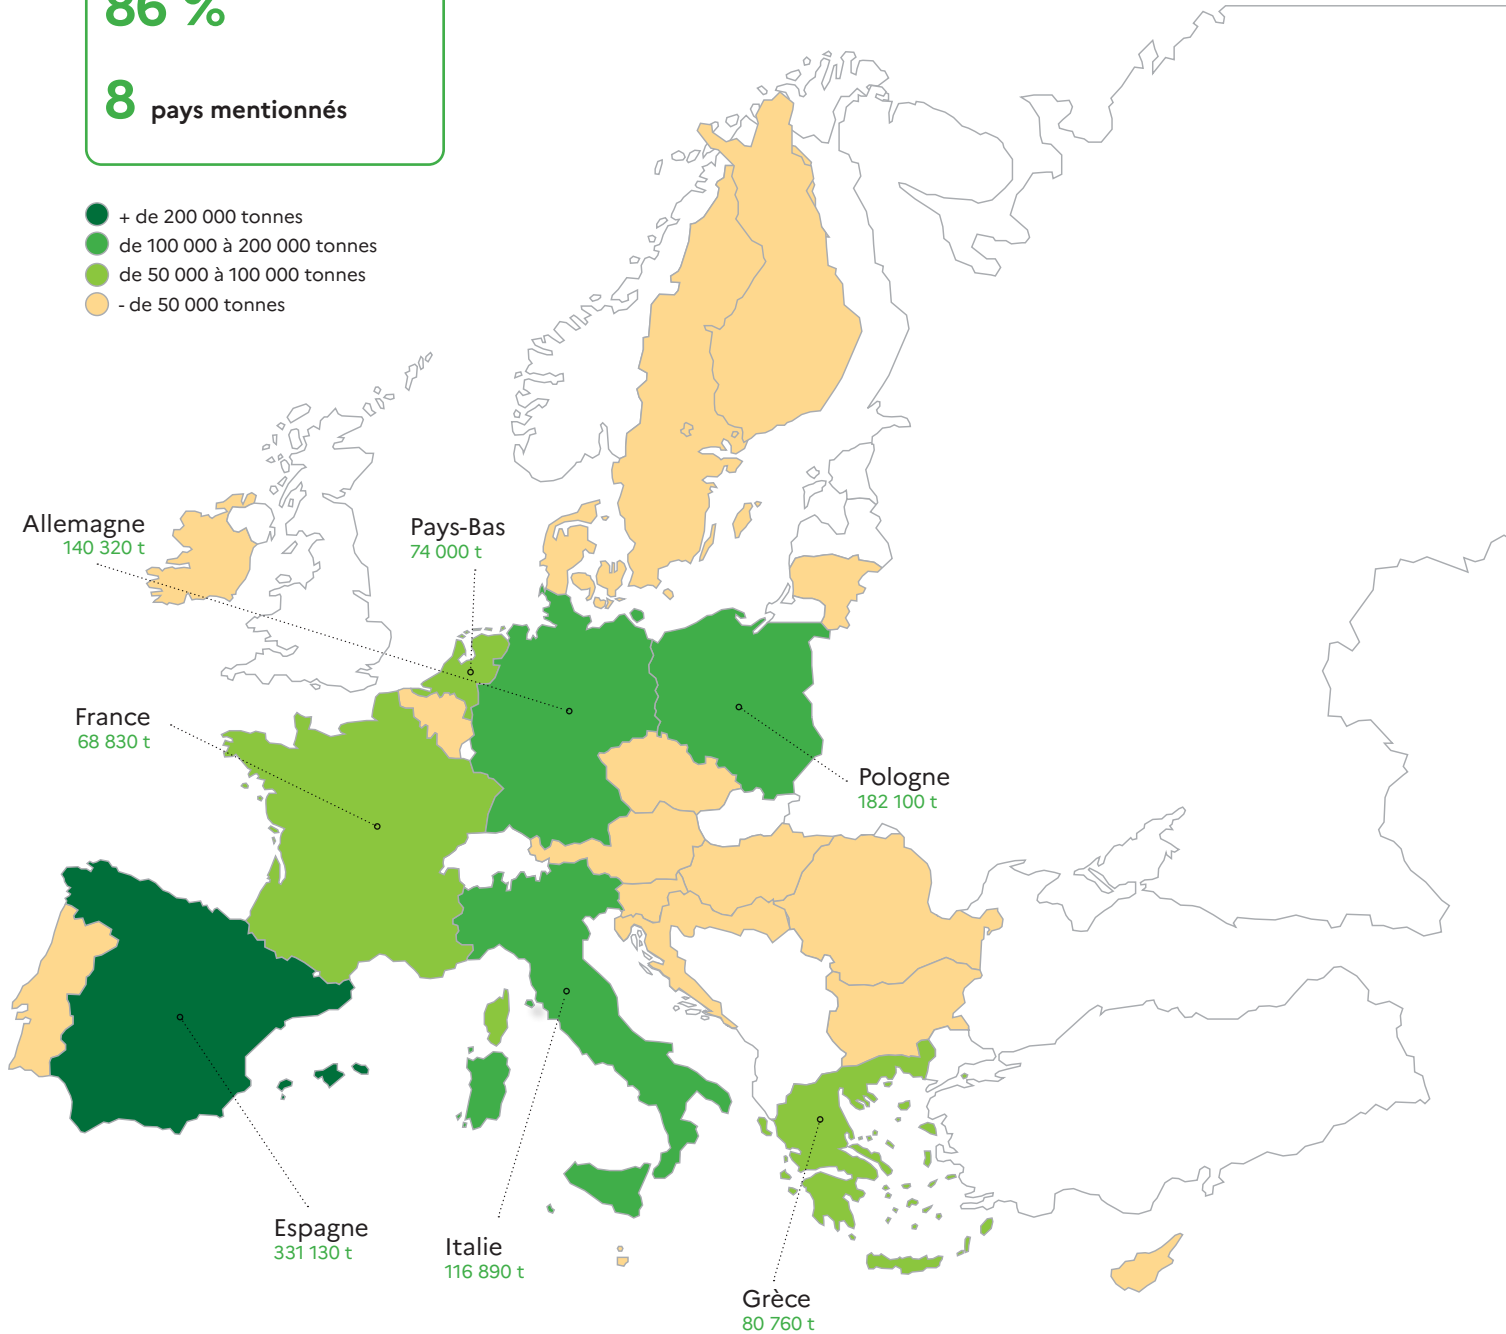 86 %
8 pays mentionnés
+ de 200 000 tonnes
de 100 000 à 200 000 tonnes
de 50 000 à 100 000 tonnes
- de 50 000 tonnes
Allemagne
140 320 t
Pays-Bas
74 000 t
France
68 830 t
Pologne
182 100 t
Espagne
331 130 t
Italie
116 890 t
Grèce
80 760 t